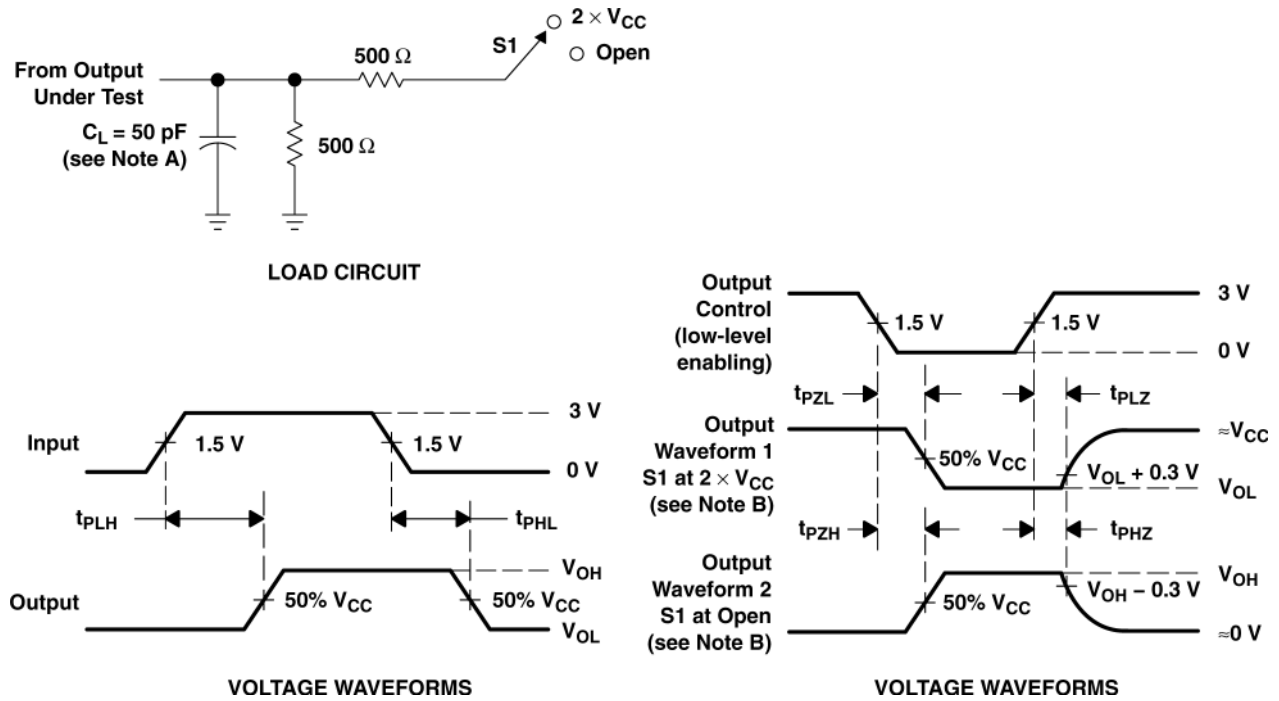 2 × VCC
S1
Open
500 Ω
From Output
Under Test
CL = 50 pF
(see Note A)
500 Ω
LOAD CIRCUIT
Input
1.5 V
1.5 V
3 V
0 V
tPLH
tPHL
Output
50% VCC
50% VCC
VOH
VOL
VOLTAGE WAVEFORMS
Output
Control
(low-level
enabling)
1.5 V
1.5 V
3 V
0 V
tPZL
tPLZ
Output
Waveform 1
S1 at 2 × VCC
(see Note B)
50% VCC
≈VCC
VOL + 0.3 V
VOL
tPZH
tPHZ
Output
Waveform 2
S1 at Open
(see Note B)
50% VCC
VOH
VOH − 0.3 V
≈0 V
VOLTAGE WAVEFORMS